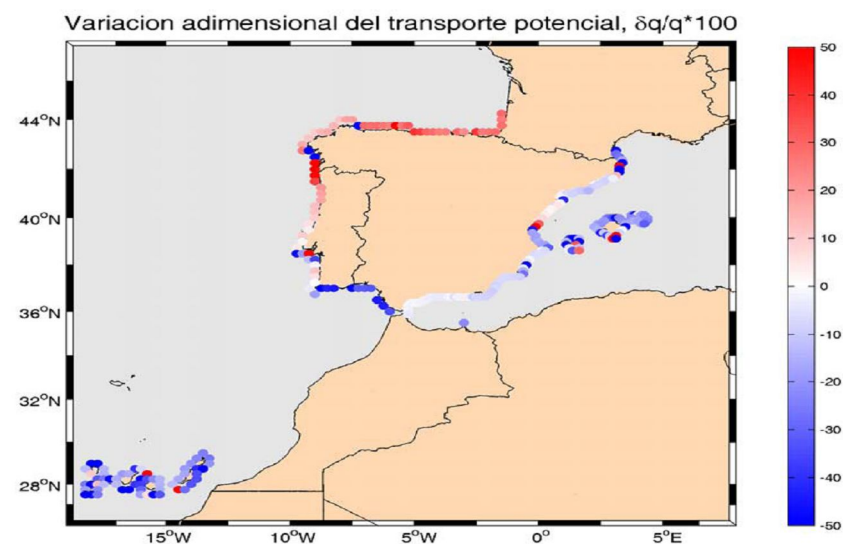 Variacion adimensional del transporte potencial, δq/q*100
50
40
44°N
30
20
40°N
10
0
36°N
-10
-20
32°N
-30
-40
28°N
-50
15°W
10°W
5°W
0°
5°E